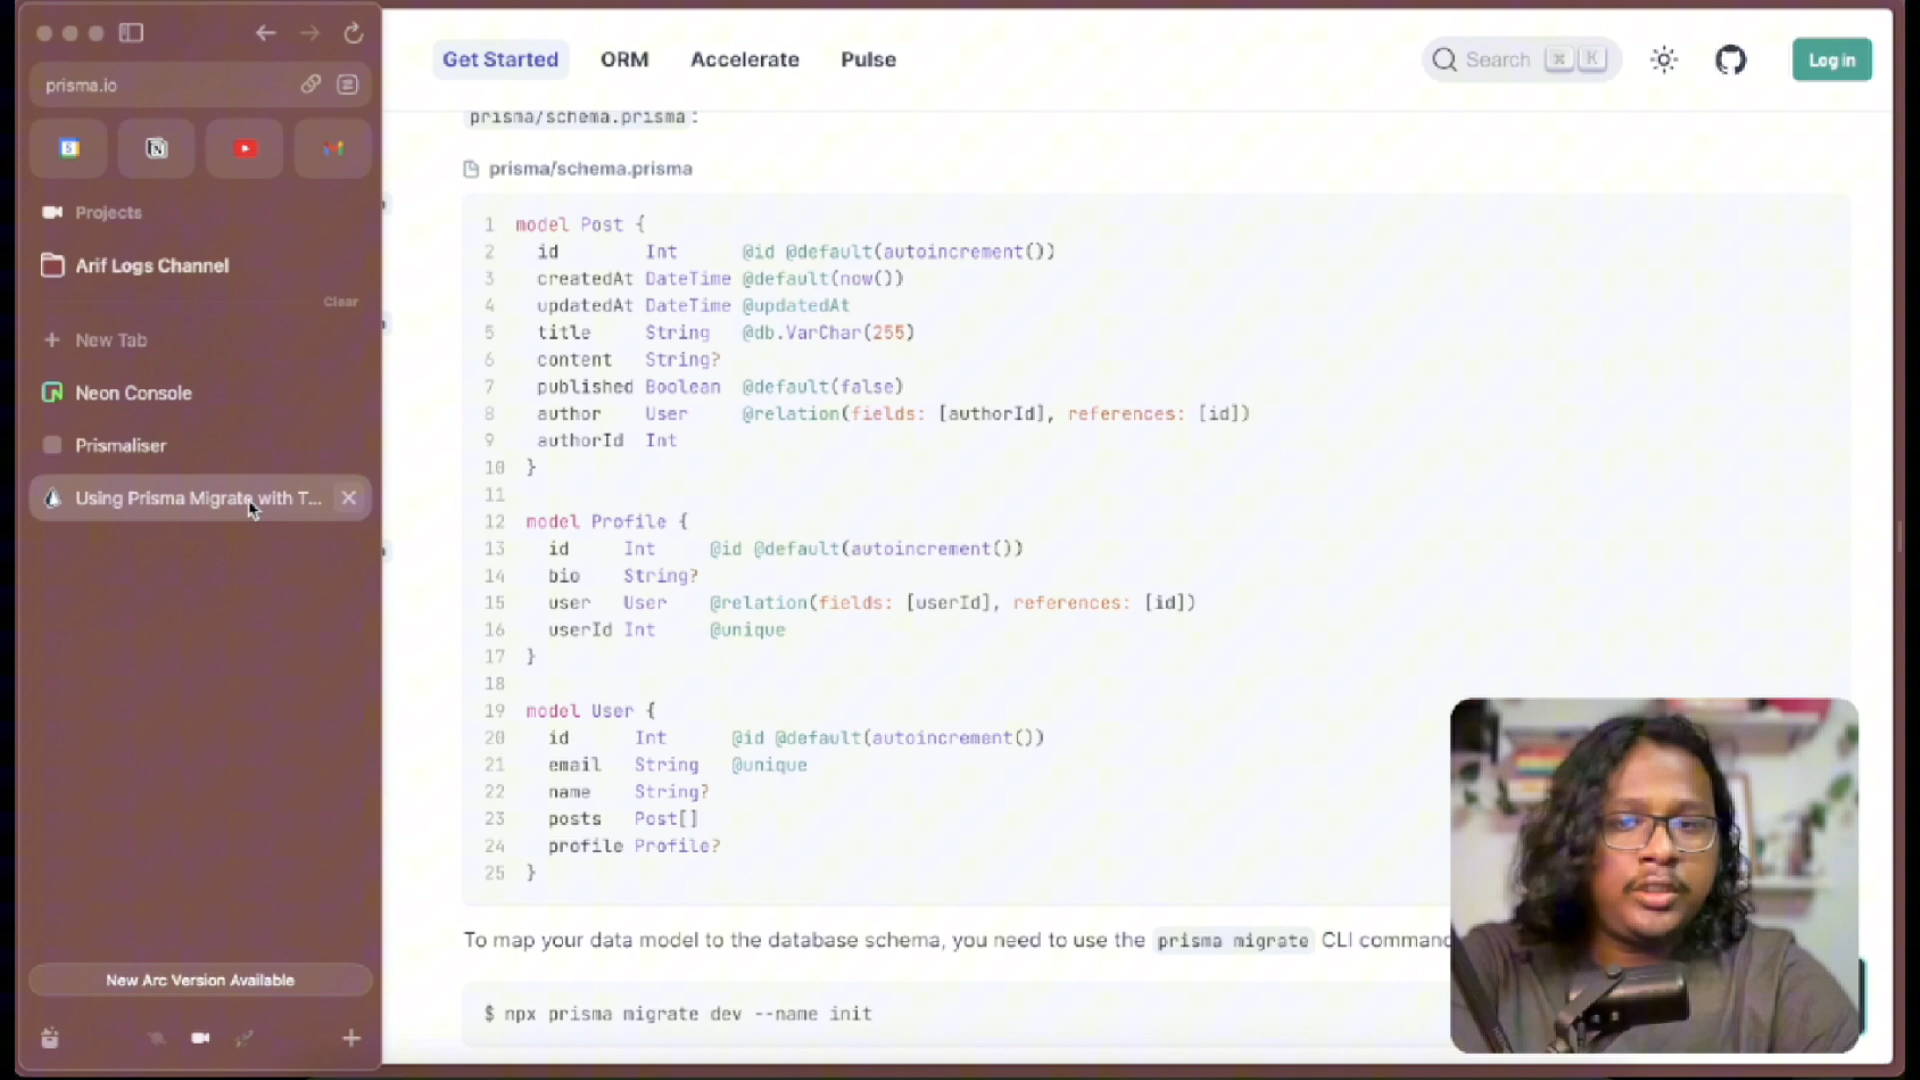 prisma.io
Projects
Arif Logs Channel
Clear
New Tab
Neon Console
Prismaliser
Using Prisma Migrate with T...
New Arc Version Available
Get Started
ORM
Accelerate
Pulse
Search ⌘ K
Log in
prisma/schema.prisma:
prisma/schema.prisma
1 model Post {
2 id Int @id @default(autoincrement())
3 createdAt DateTime @default(now())
4 updatedAt DateTime @updatedAt
5 title String @db.VarChar(255)
6 content String?
7 published Boolean @default(false)
8 author User @relation(fields: [authorId], references: [id])
9 authorId Int
10 }
11
12 model Profile {
13 id Int @id @default(autoincrement())
14 bio String?
15 user User @relation(fields: [userId], references: [id])
16 userId Int @unique
17 }
18
19 model User {
20 id Int @id @default(autoincrement())
21 email String @unique
22 name String?
23 posts Post[]
24 profile Profile?
25 }
To map your data model to the database schema, you need to use the prisma migrate CLI command
$ npx prisma migrate dev --name init